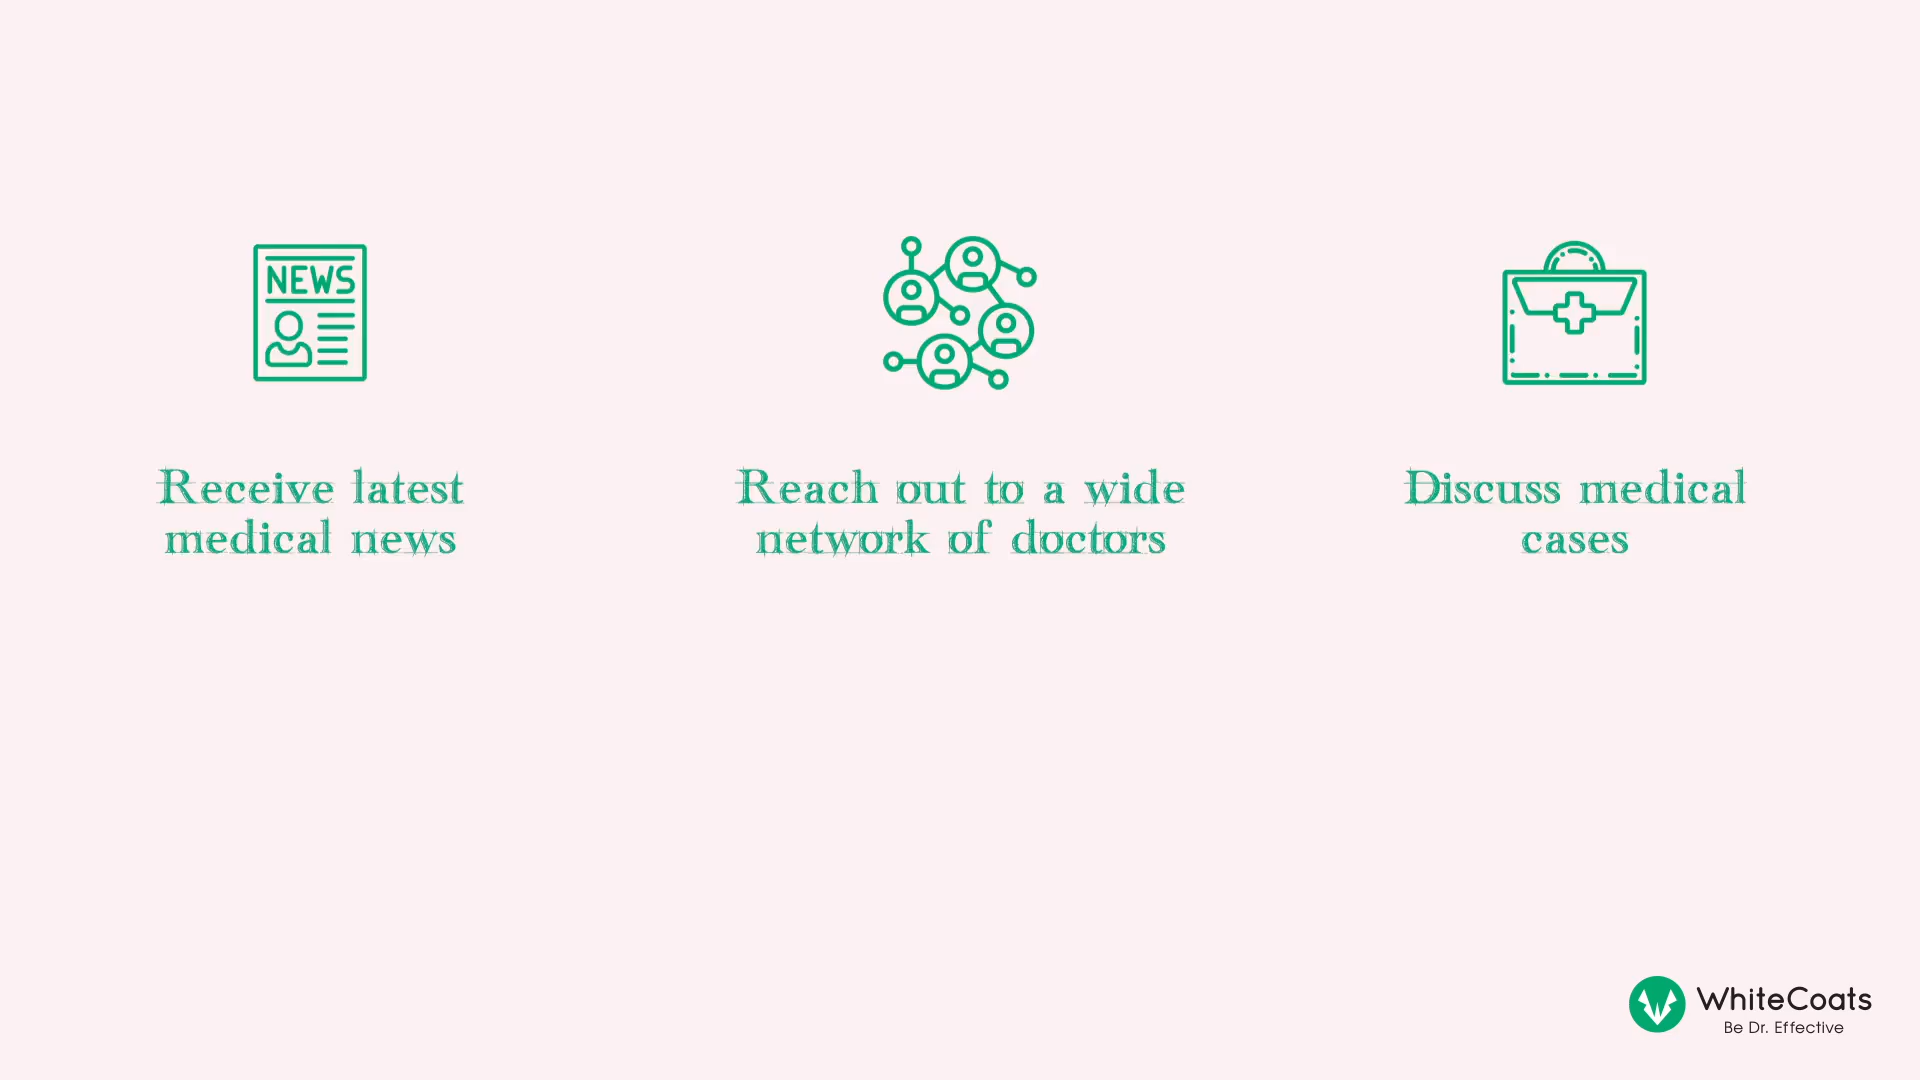 NEWS
Receive latest
medical news
Reach out to a wide
network of doctors
Discuss medical
cases
WhiteCoats
Be Dr. Effective